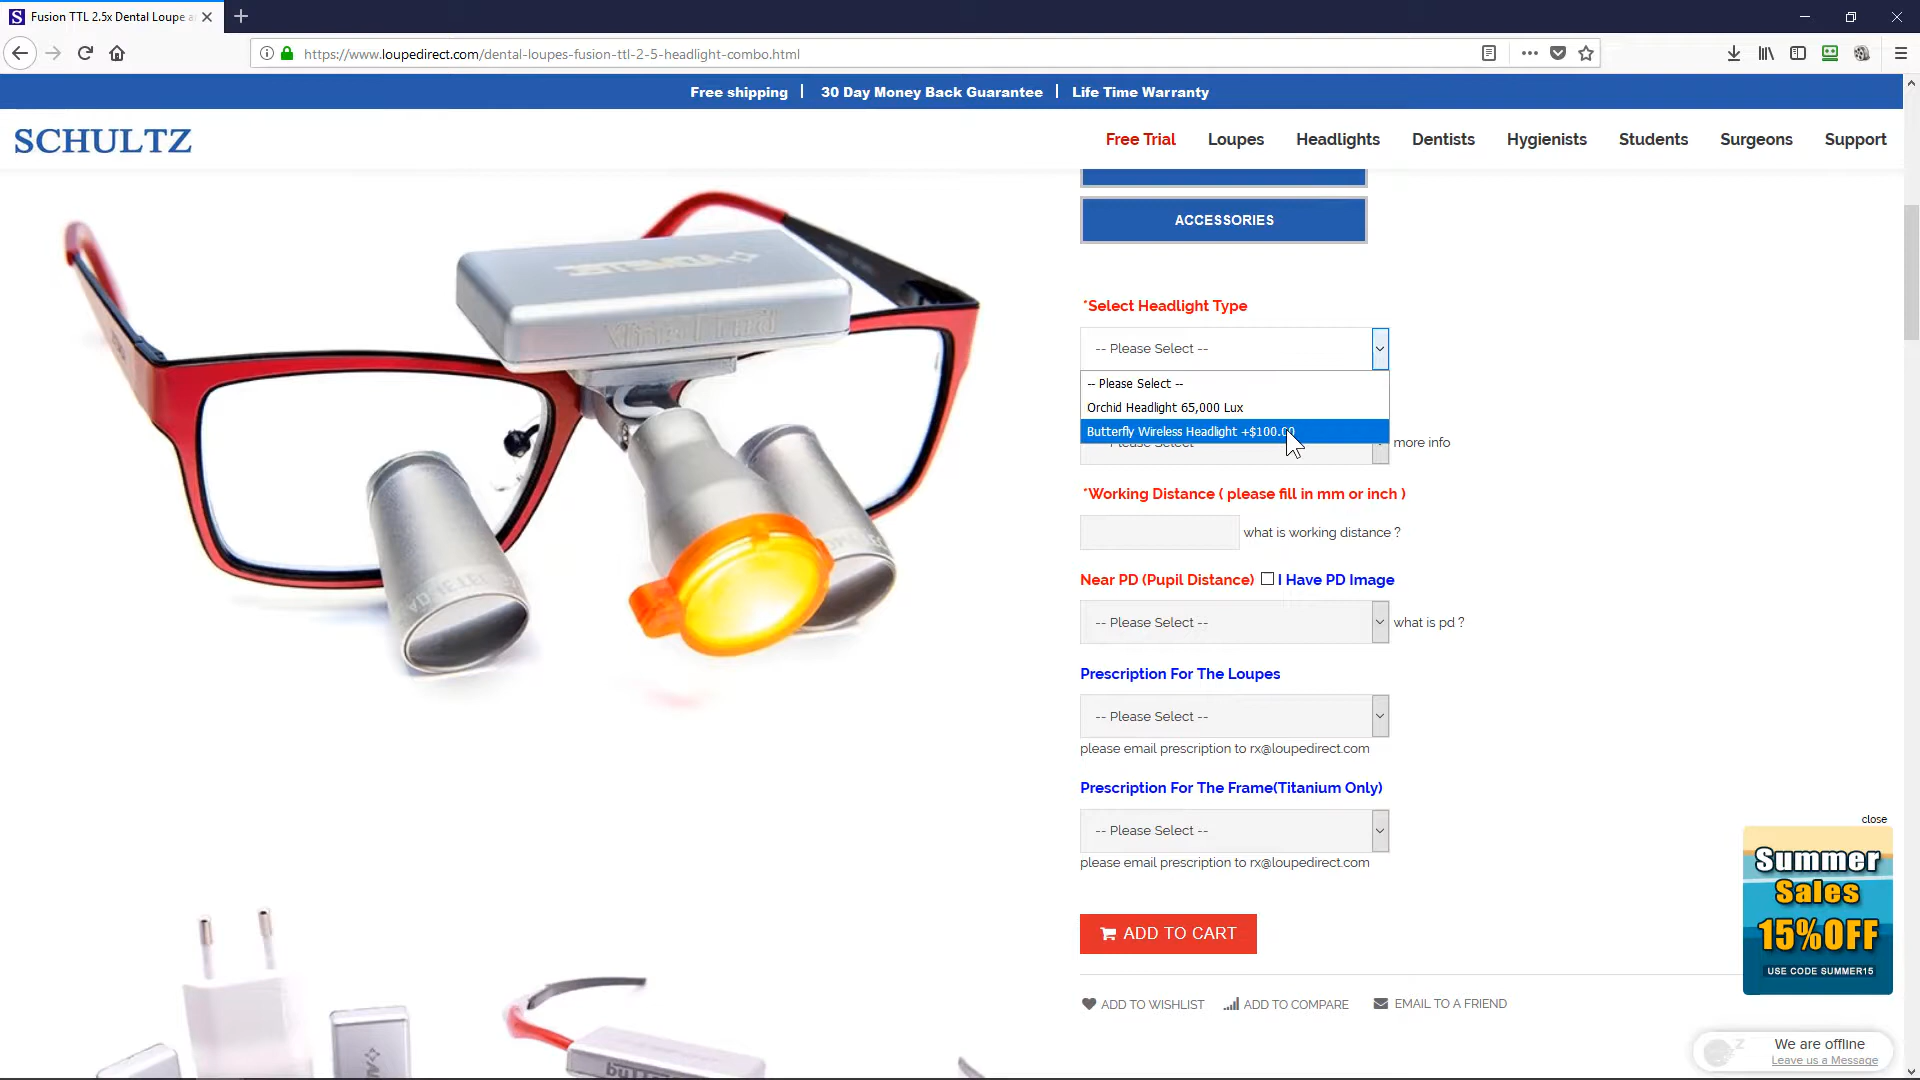 Fusion TTL 2.5x Dental Loupe a
https://www.loupedirect.com/dental-loupes-fusion-ttl-2-5-headlight-combo.html
Free shipping | 30 Day Money Back Guarantee | Life Time Warranty
SCHULTZ
Free Trial Loupes Headlights Dentists Hygienists Students Surgeons Support
ACCESSORIES
*Select Headlight Type
-- Please Select --
-- Please Select --
Orchid Headlight 65,000 Lux
Butterfly Wireless Headlight +$100.00
-- Please Select -- more info
*Working Distance ( please fill in mm or inch )
what is working distance ?
Near PD (Pupil Distance) I Have PD Image
-- Please Select -- what is pd ?
Prescription For The Loupes
-- Please Select --
please email prescription to rx@loupedirect.com
Prescription For The Frame(Titanium Only)
-- Please Select --
please email prescription to rx@loupedirect.com
ADD TO CART
ADD TO WISHLIST ADD TO COMPARE EMAIL TO A FRIEND
close
Summer
Sales
15%OFF
USE CODE SUMMER15
We are offline
Leave us a Message